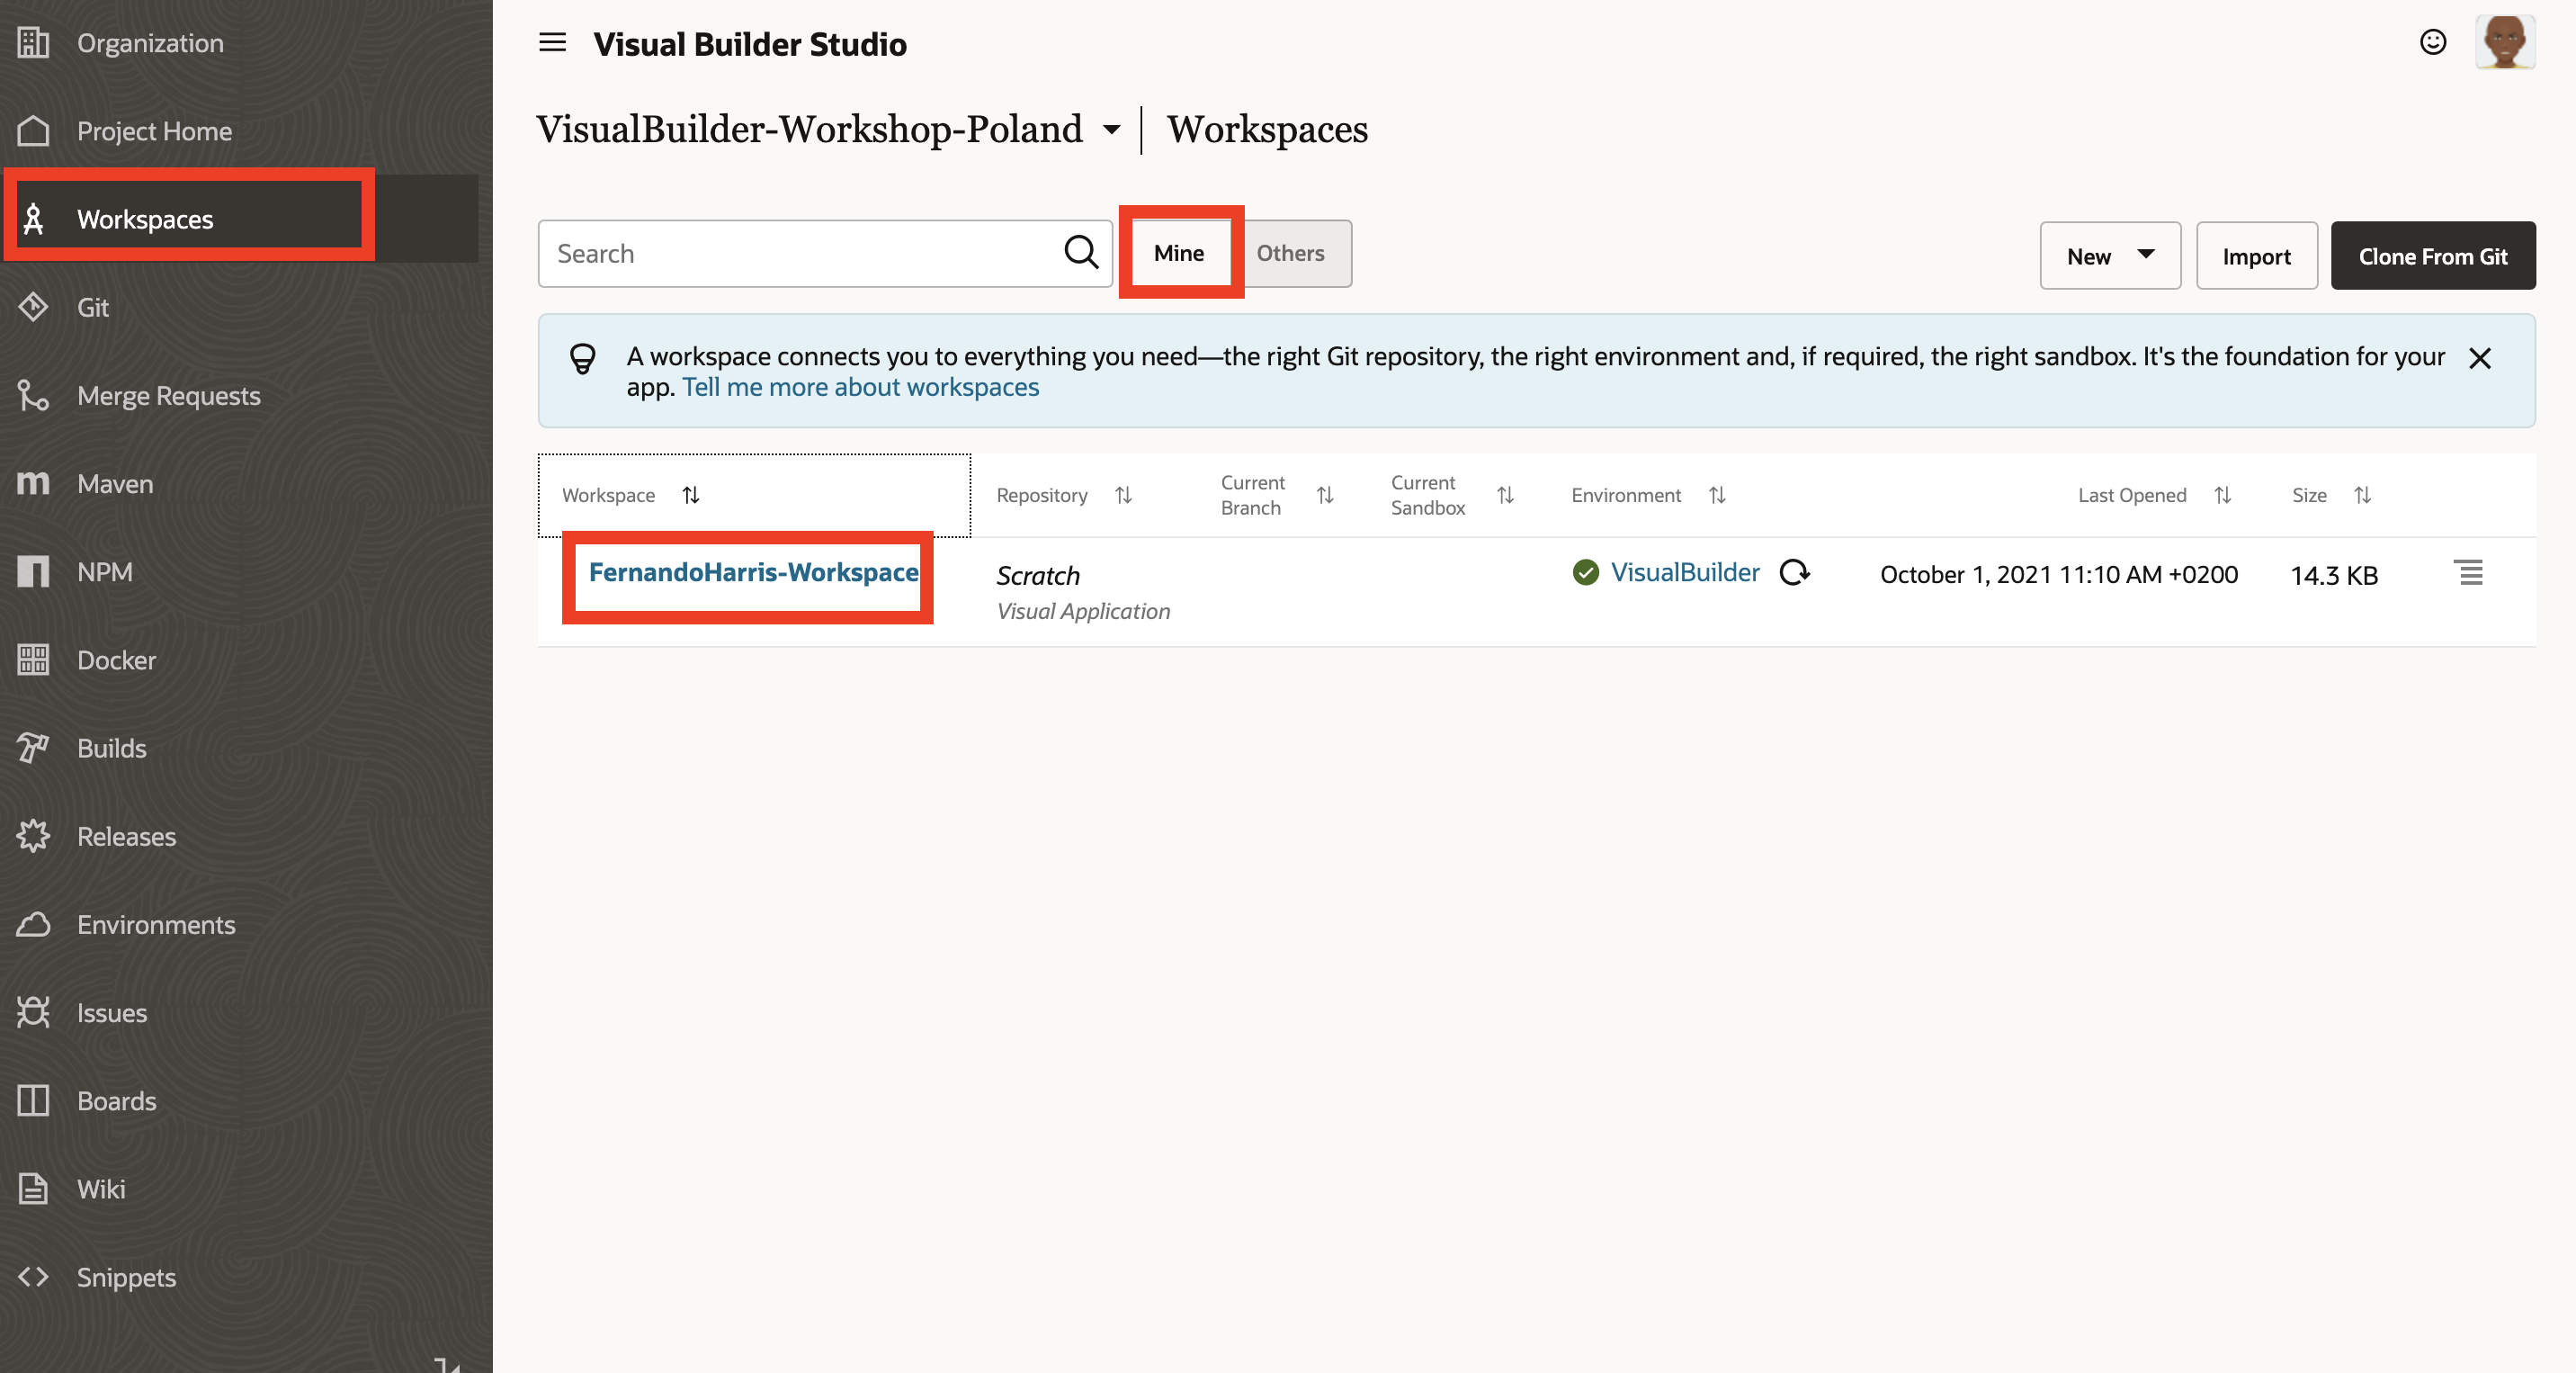 Organization
Project Home
Workspaces
Git
Merge Requests
Maven
NPM
Docker
Builds
Releases
Environments
Issues
Boards
Wiki
Snippets
Visual Builder Studio
VisualBuilder-Workshop-Poland
Workspaces
Search
Mine
Others
New
Import
Clone From Git
A workspace connects you to everything you need—the right Git repository, the right environment and, if required, the right sandbox. It's the foundation for your
app. Tell me more about workspaces
Workspace
Repository
Current
Branch
Current
Sandbox
Environment
Last Opened
Size
FernandoHarris-Workspace
Scratch
Visual Application
VisualBuilder
October 1, 2021 11:10 AM +0200
14.3 KB